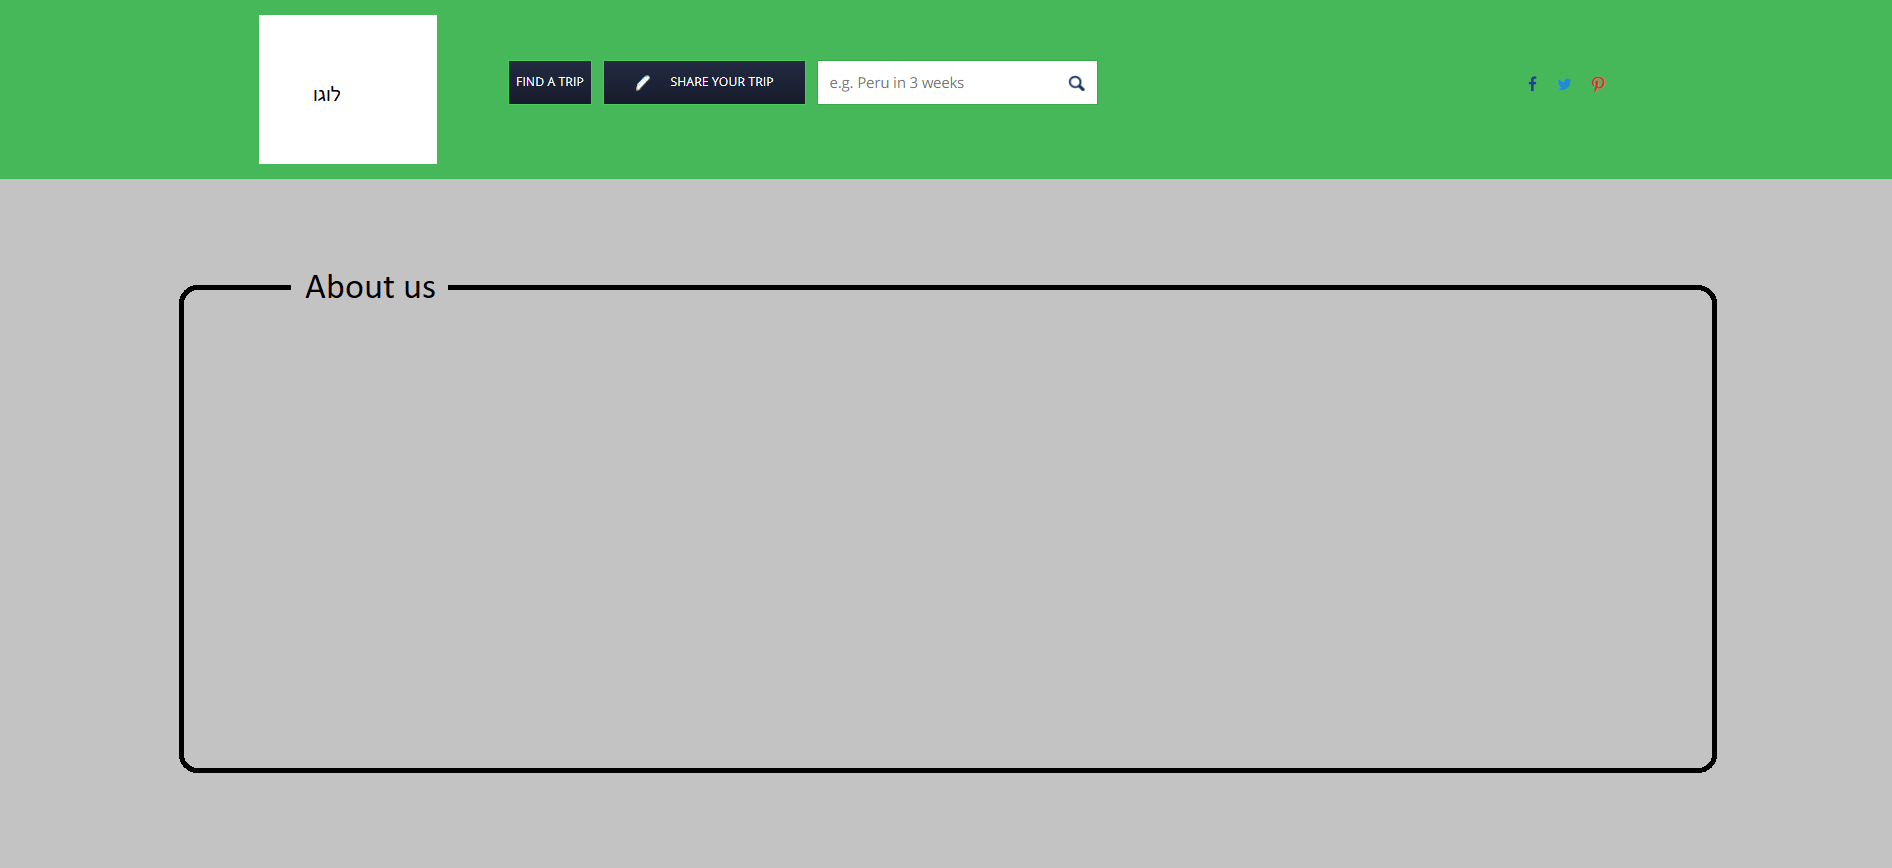 לוגו
FIND A TRIP
SHARE YOUR TRIP
e.g. Peru in 3 weeks
About us